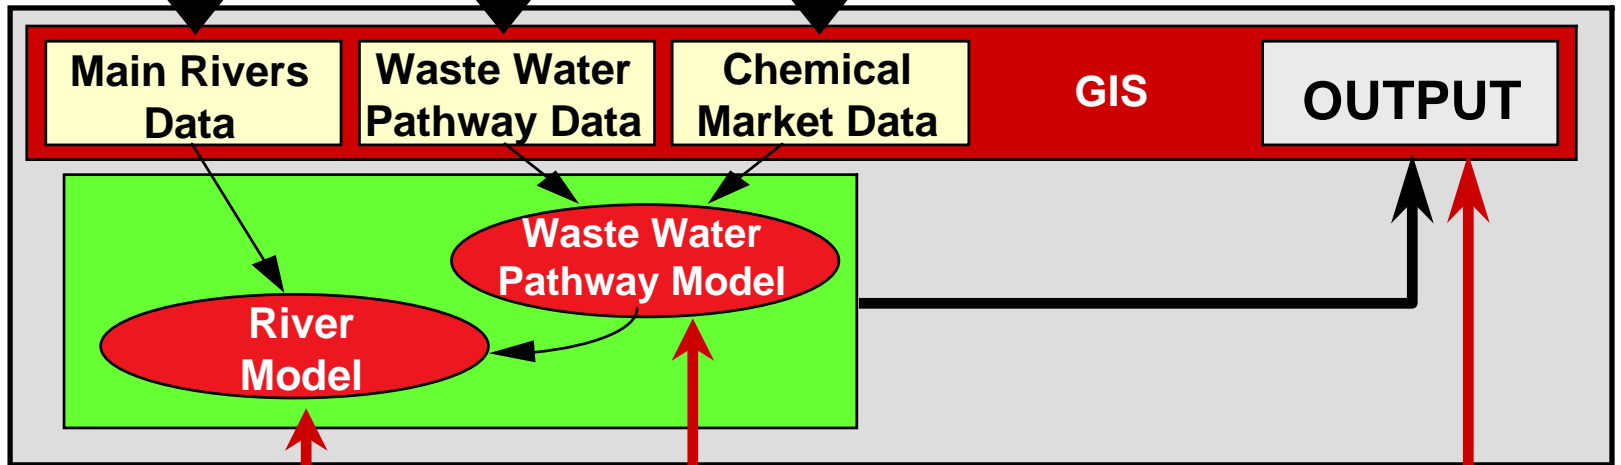 Main Rivers
Data
Waste Water
Pathway Data
Chemical
Market Data
GIS
OUTPUT
Waste Water
Pathway Model
River
Model